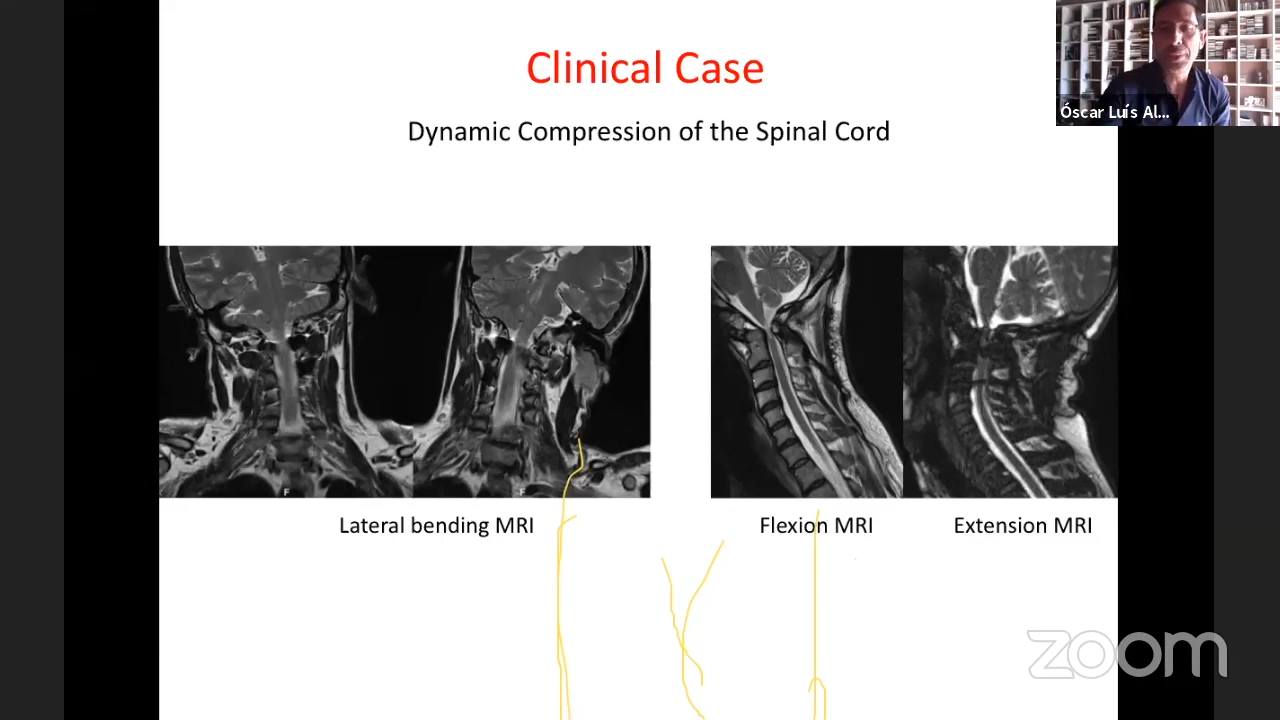 Clinical Case
Óscar Luís Al...
Dynamic Compression of the Spinal Cord
F
F
Lateral bending MRI
Flexion MRI
Extension MRI
zoom